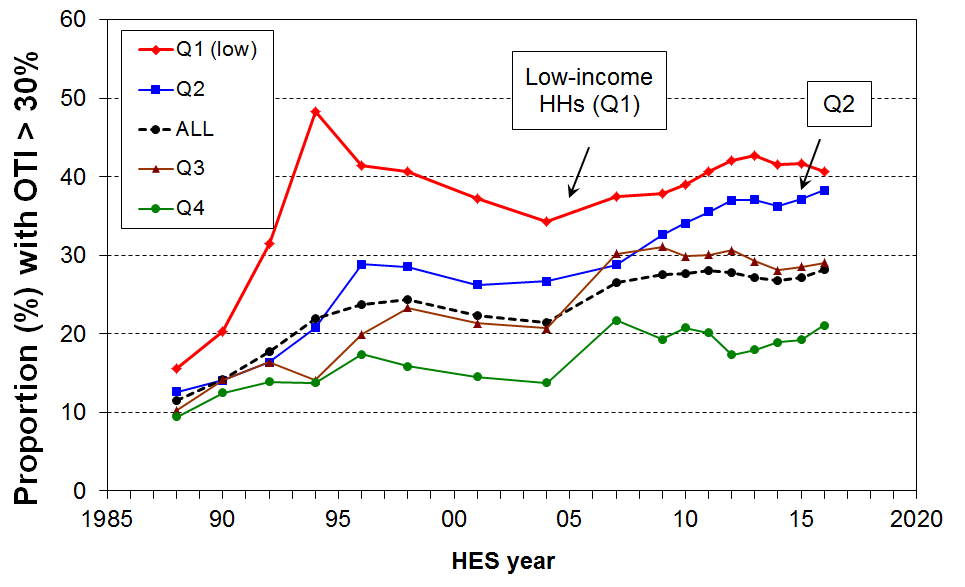 Proportion (%) with OTI > 30%
60
50
40
30
20
10
0
Q1 (low)
Q2
ALL
Q3
Q4
Low-income
HHs (Q1)
Q2
1985 90 95 00 05 10 15 2020
HES year